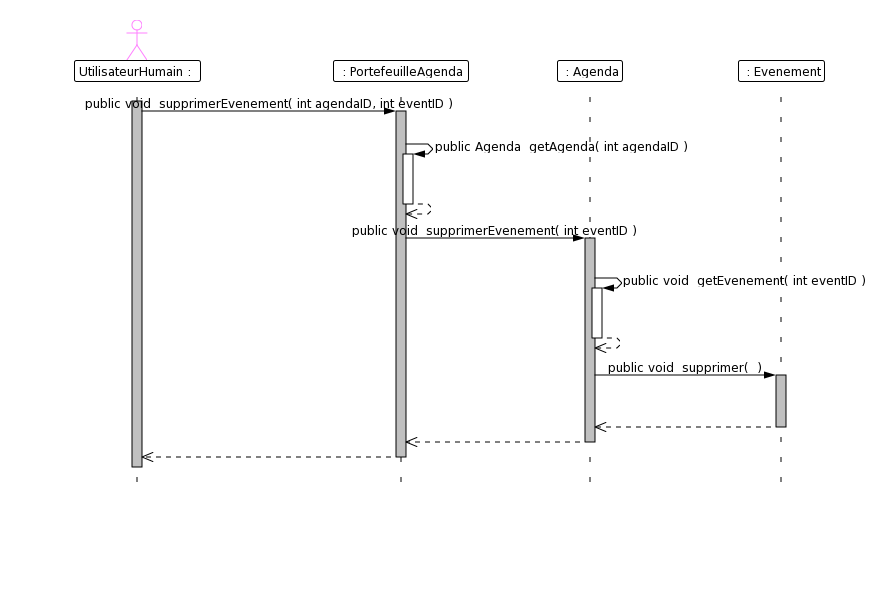 UtilisateurHumain :
: PortefeuilleAgenda
: Agenda
: Evenement
public void supprimerEvenement( int agendaID, int eventID )
public Agenda getAgenda( int agendaID )
public void supprimerEvenement( int eventID )
public void getEvenement( int eventID )
public void supprimer( )